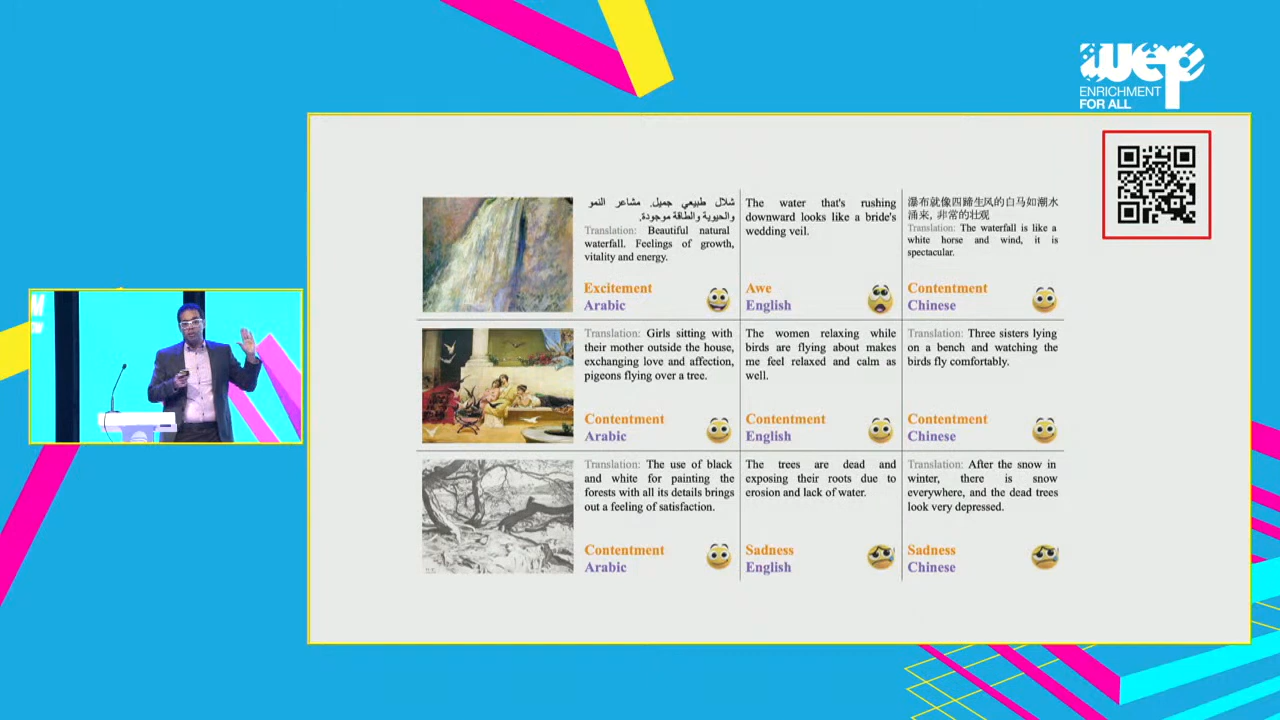 wep
ENRICHMENT
FOR ALL
شلال طبيعي جميل. مشاعر النمو
والحيوية والطاقة موجودة.
Translation: Beautiful natural
waterfall. Feelings of growth,
vitality and energy.
Excitement
Arabic
The water that's rushing
downward looks like a bride's
wedding veil.
Awe
English
瀑布就像四蹄生风的白马如潮水
涌来, 非常的壮观
Translation: The waterfall is like a
white horse and wind, it is
spectacular.
Contentment
Chinese
Translation: Girls sitting with
their mother outside the house,
exchanging love and affection,
pigeons flying over a tree.
Contentment
Arabic
The women relaxing while
birds are flying about makes
me feel relaxed and calm as
well.
Contentment
English
Translation: Three sisters lying
on a bench and watching the
birds fly comfortably.
Contentment
Chinese
Translation: The use of black
and white for painting the
forests with all its details brings
out a feeling of satisfaction.
Contentment
Arabic
The trees are dead and
exposing their roots due to
erosion and lack of water.
Sadness
English
Translation: After the snow in
winter, there is snow
everywhere, and the dead trees
look very depressed.
Sadness
Chinese